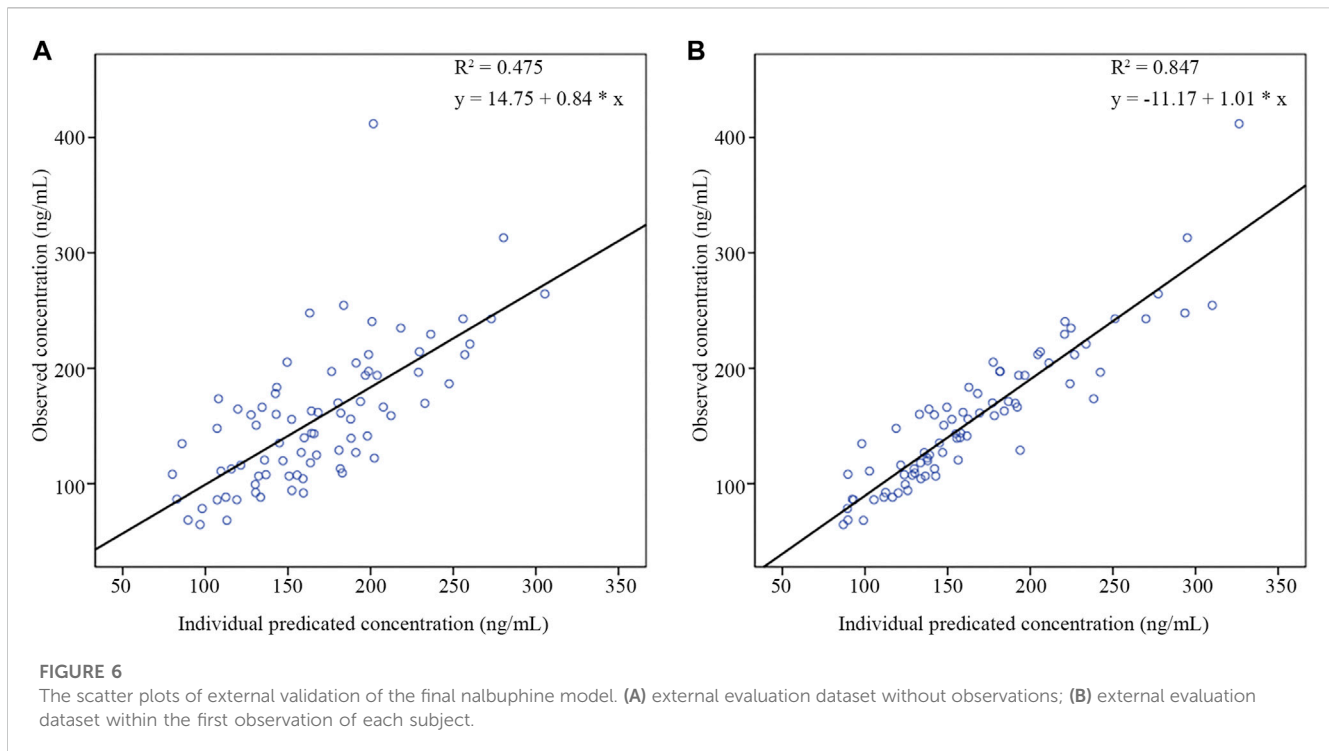 A
R² = 0.475
y = 14.75 + 0.84 * x
Observed concentration (ng/mL)
400
300
200
100
50 100 150 200 250 300 350
Individual predicated concentration (ng/mL)
B
R² = 0.847
y = -11.17 + 1.01 * x
Observed concentration (ng/mL)
400
300
200
100
50 100 150 200 250 300 350
Individual predicated concentration (ng/mL)
FIGURE 6
The scatter plots of external validation of the final nalbuphine model. (A) external evaluation dataset without observations; (B) external evaluation
dataset within the first observation of each subject.